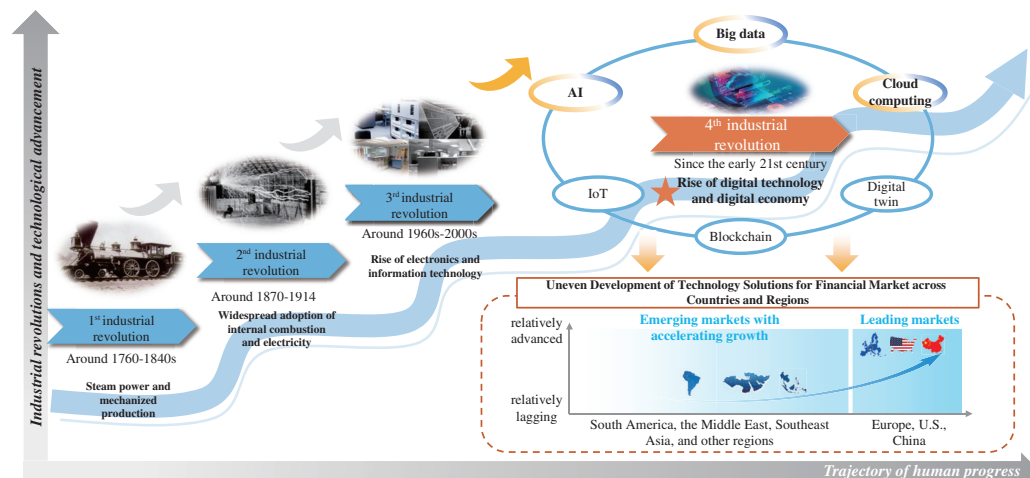 Industrial revolutions and technological advancement
1st industrial
revolution
Around 1760-1840s
Steam power and
mechanized
production
2nd industrial
revolution
Around 1870-1914
Widespread adoption of
internal combustion
and electricity
3rd industrial
revolution
Around 1960s-2000s
Rise of electronics and
information technology
Big data
AI
Cloud
computing
4th industrial
revolution
Since the early 21st century
Rise of digital technology
and digital economy
IoT
Digital
twin
Blockchain
Uneven Development of Technology Solutions for Financial Market across
Countries and Regions
relatively
advanced
Emerging markets with
accelerating growth
Leading markets
relatively
lagging
South America, the Middle East, Southeast
Asia, and other regions
Europe, U.S.,
China
Trajectory of human progress